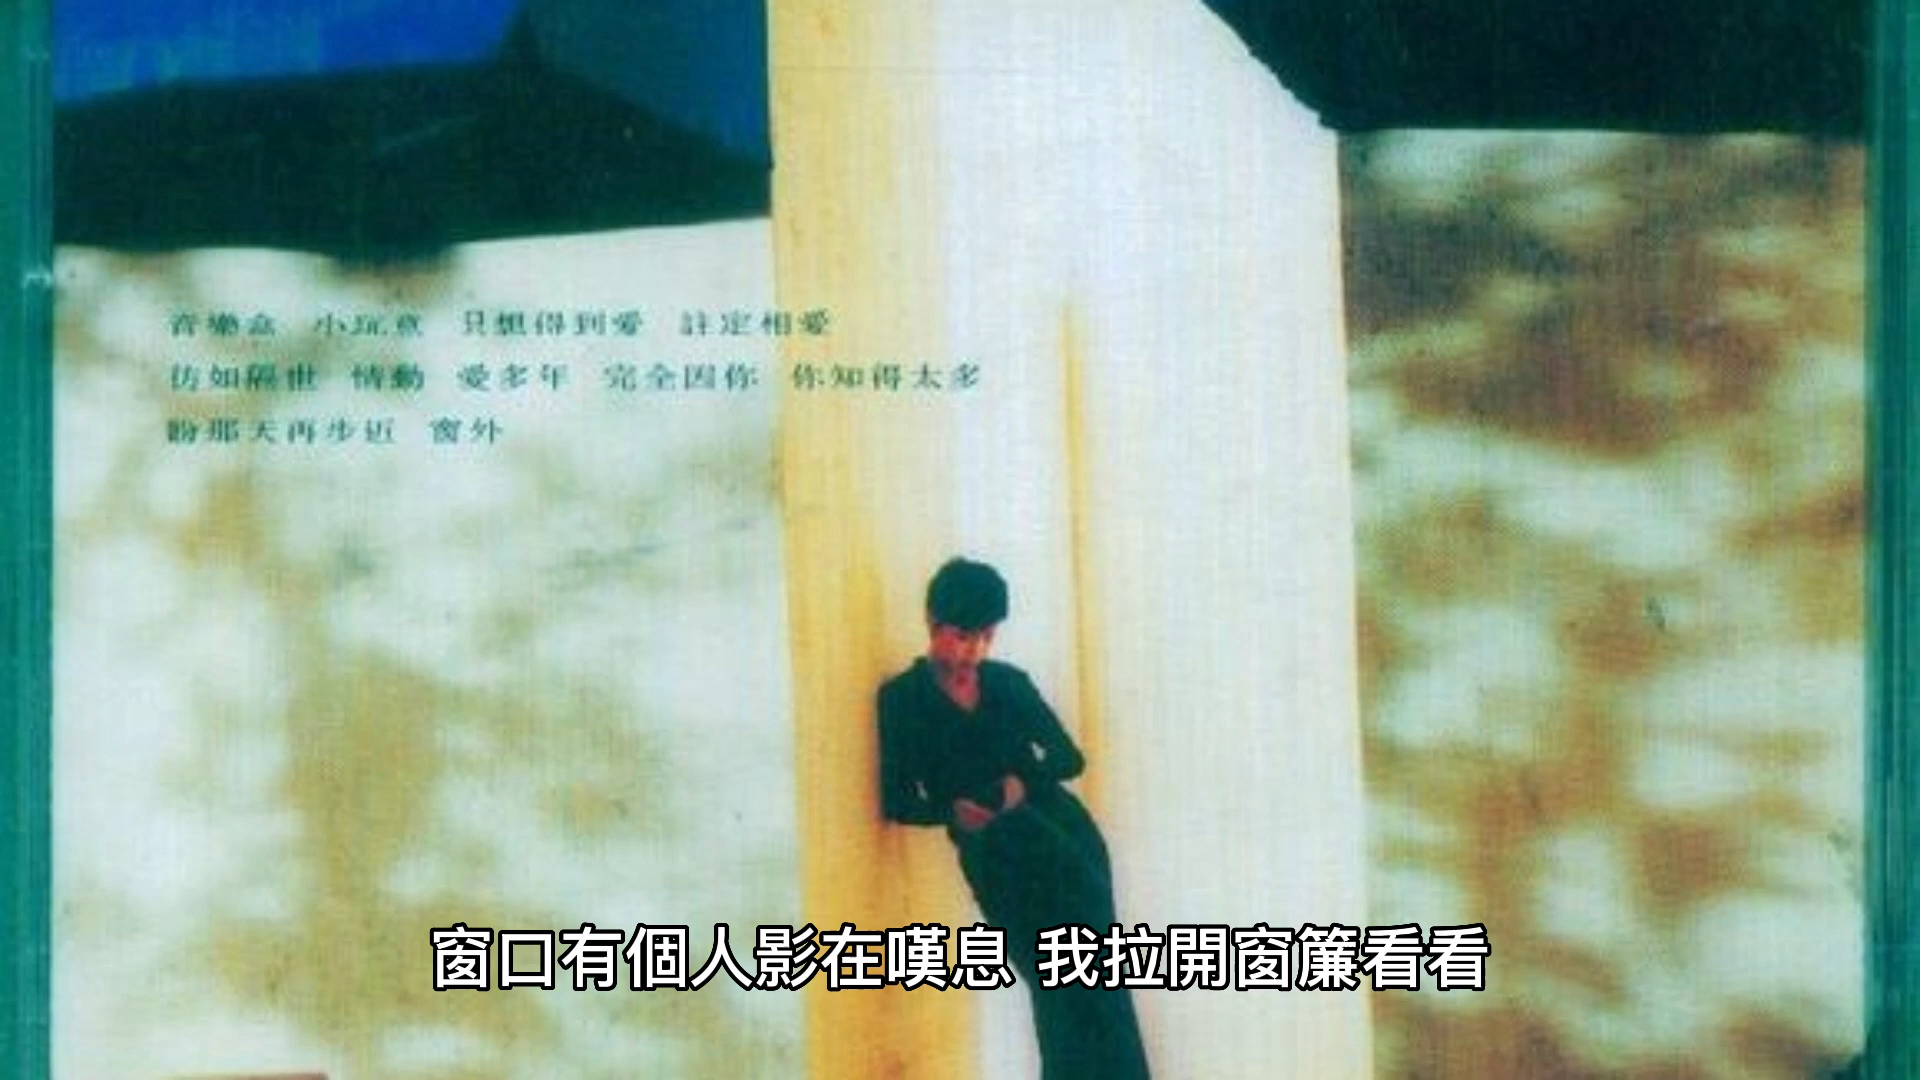 音樂盒 小玩意 只想得到愛 註定相愛
彷如隔世 情動 愛多年 完全因你 你知得太多
盼那天再步近 窗外
窗口有個人影在嘆息 我拉開窗簾看看